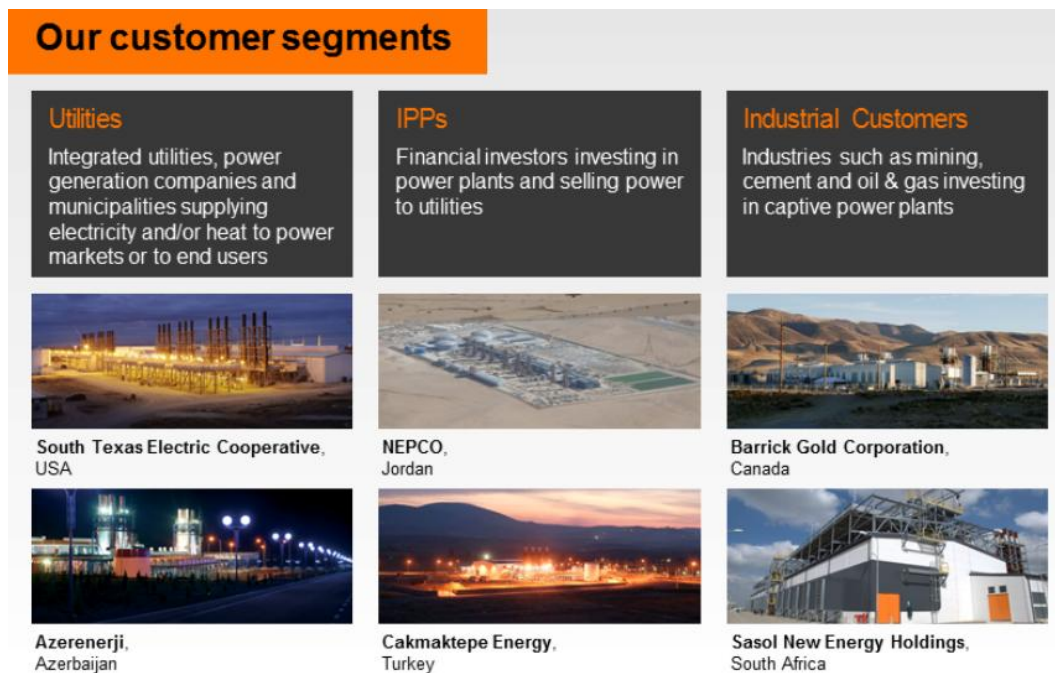 Our customer segments
Utilities
Integrated utilities, power
generation companies and
municipalities supplying
electricity and/or heat to power
markets or to end users
IPPs
Financial investors investing in
power plants and selling power
to utilities
Industrial Customers
Industries such as mining,
cement and oil & gas investing
in captive power plants
South Texas Electric Cooperative,
USA
NEPCO,
Jordan
Barrick Gold Corporation,
Canada
Azerenerji,
Azerbaijan
Cakmaktepe Energy,
Turkey
Sasol New Energy Holdings,
South Africa